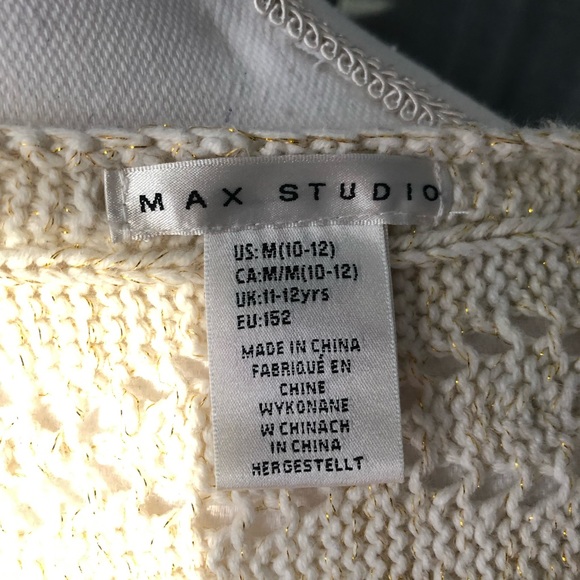 MAX STUDIO
US: M(10-12)
CA: M/M(10-12)
UK: 11-12yrs
EU: 152
MADE IN CHINA
FABRIQUÉ EN
CHINE
WYKONANE
W CHINACH
IN CHINA
HERGESTELLT